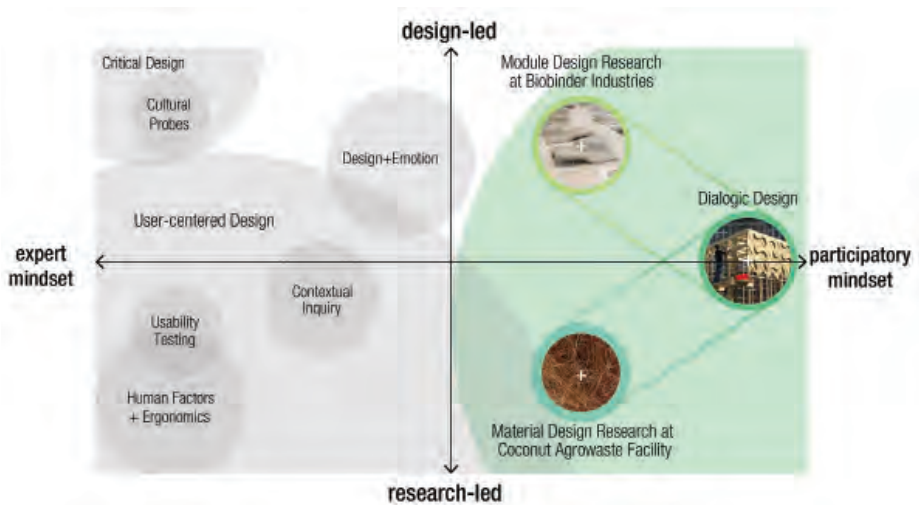 design-led
Critical Design
Cultural
Probes
Design+Emotion
User-centered Design
Module Design Research
at Biobinder Industries
Dialogic Design
expert
mindset
participatory
mindset
Contextual
Inquiry
Usability
Testing
Human Factors
+ Ergonomics
Material Design Research at
Coconut Agrowaste Facility
research-led